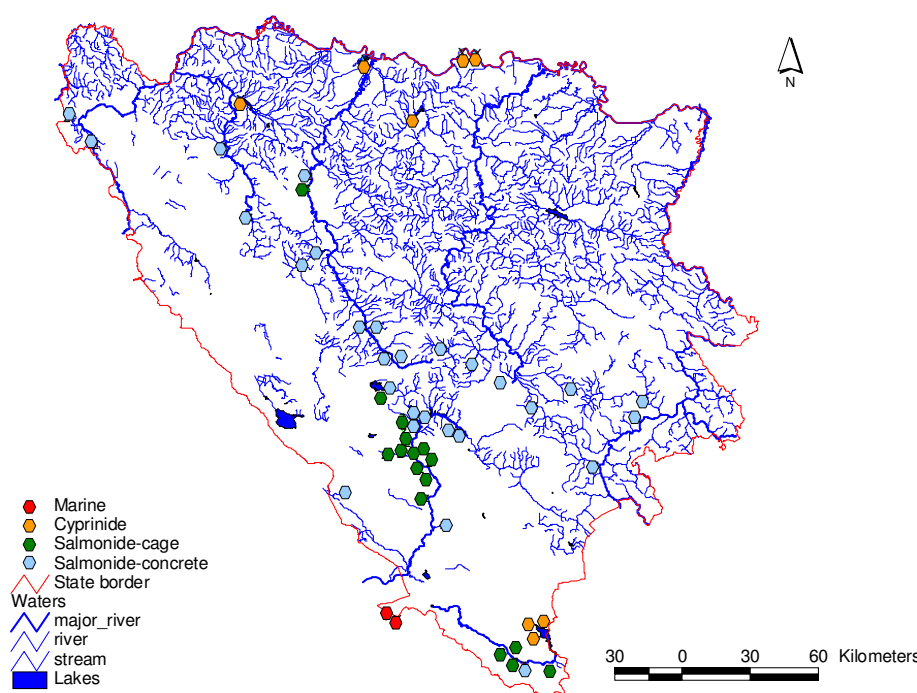 N
Marine
Cyprinide
Salmonide-cage
Salmonide-concrete
State border
Waters
major_river
river
stream
Lakes
30 0 30 60 Kilometers